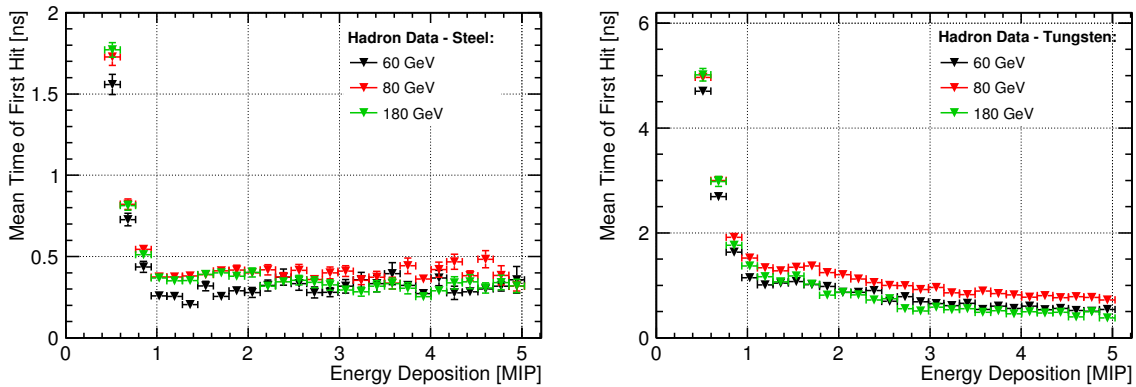 Mean Time of First Hit [ns]
2
1.5
1
0.5
0
0 1 2 3 4 5
Energy Deposition [MIP]
Hadron Data - Steel:
60 GeV
80 GeV
180 GeV
Mean Time of First Hit [ns]
6
4
2
0
0 1 2 3 4 5
Energy Deposition [MIP]
Hadron Data - Tungsten:
60 GeV
80 GeV
180 GeV